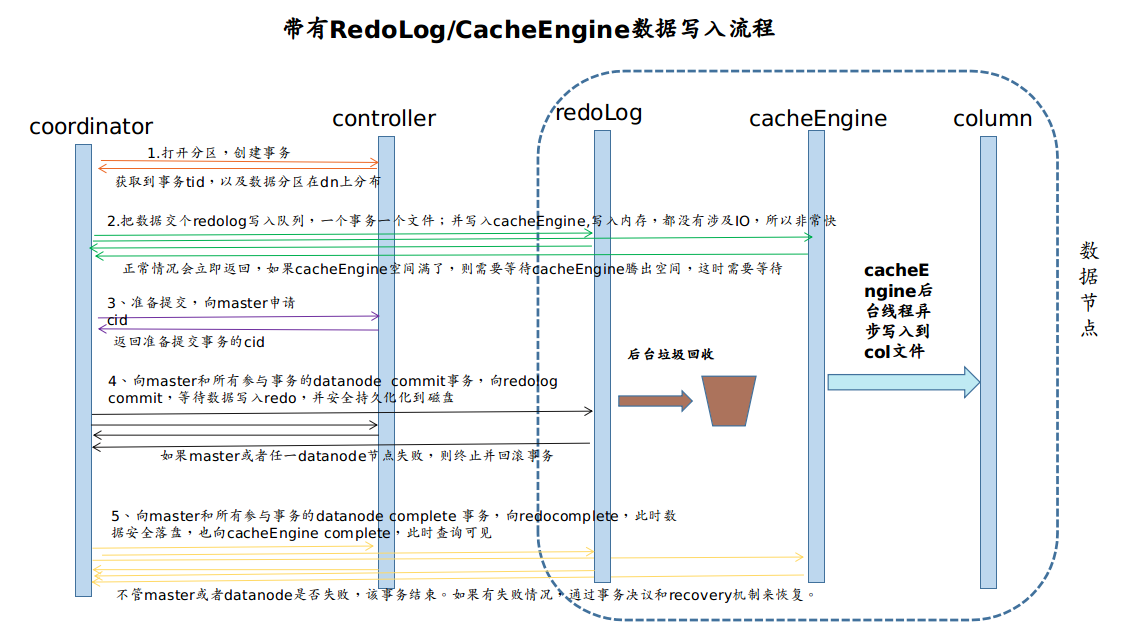 带有RedoLog/CacheEngine数据写入流程
coordinator
controller
redoLog
cacheEngine
column
1.打开分区，创建事务
获取到事务tid，以及数据分区在dn上分布
2.把数据交个redolog写入队列，一个事务一个文件；并写入cacheEngine,写入内存，都没有涉及IO，所以非常快
正常情况会立即返回，如果cacheEngine空间满了，则需要等待cacheEngine腾出空间，这时需要等待
3、准备提交，向master申请
cid
返回准备提交事务的cid
cacheE
ngine后
台线程异
步写入到
col文件
数
据
节
点
后台垃圾回收
4、向master和所有参与事务的datanode commit事务，向redolog
commit，等待数据写入redo，并安全持久化化到磁盘
如果master或者任一datanode节点失败，则终止并回滚事务
5、向master和所有参与事务的datanode complete 事务，向redocomplete，此时数
据安全落盘，也向cacheEngine complete，此时查询可见
不管master或者datanode是否失败，该事务结束。如果有失败情况，通过事务决议和recovery机制来恢复。